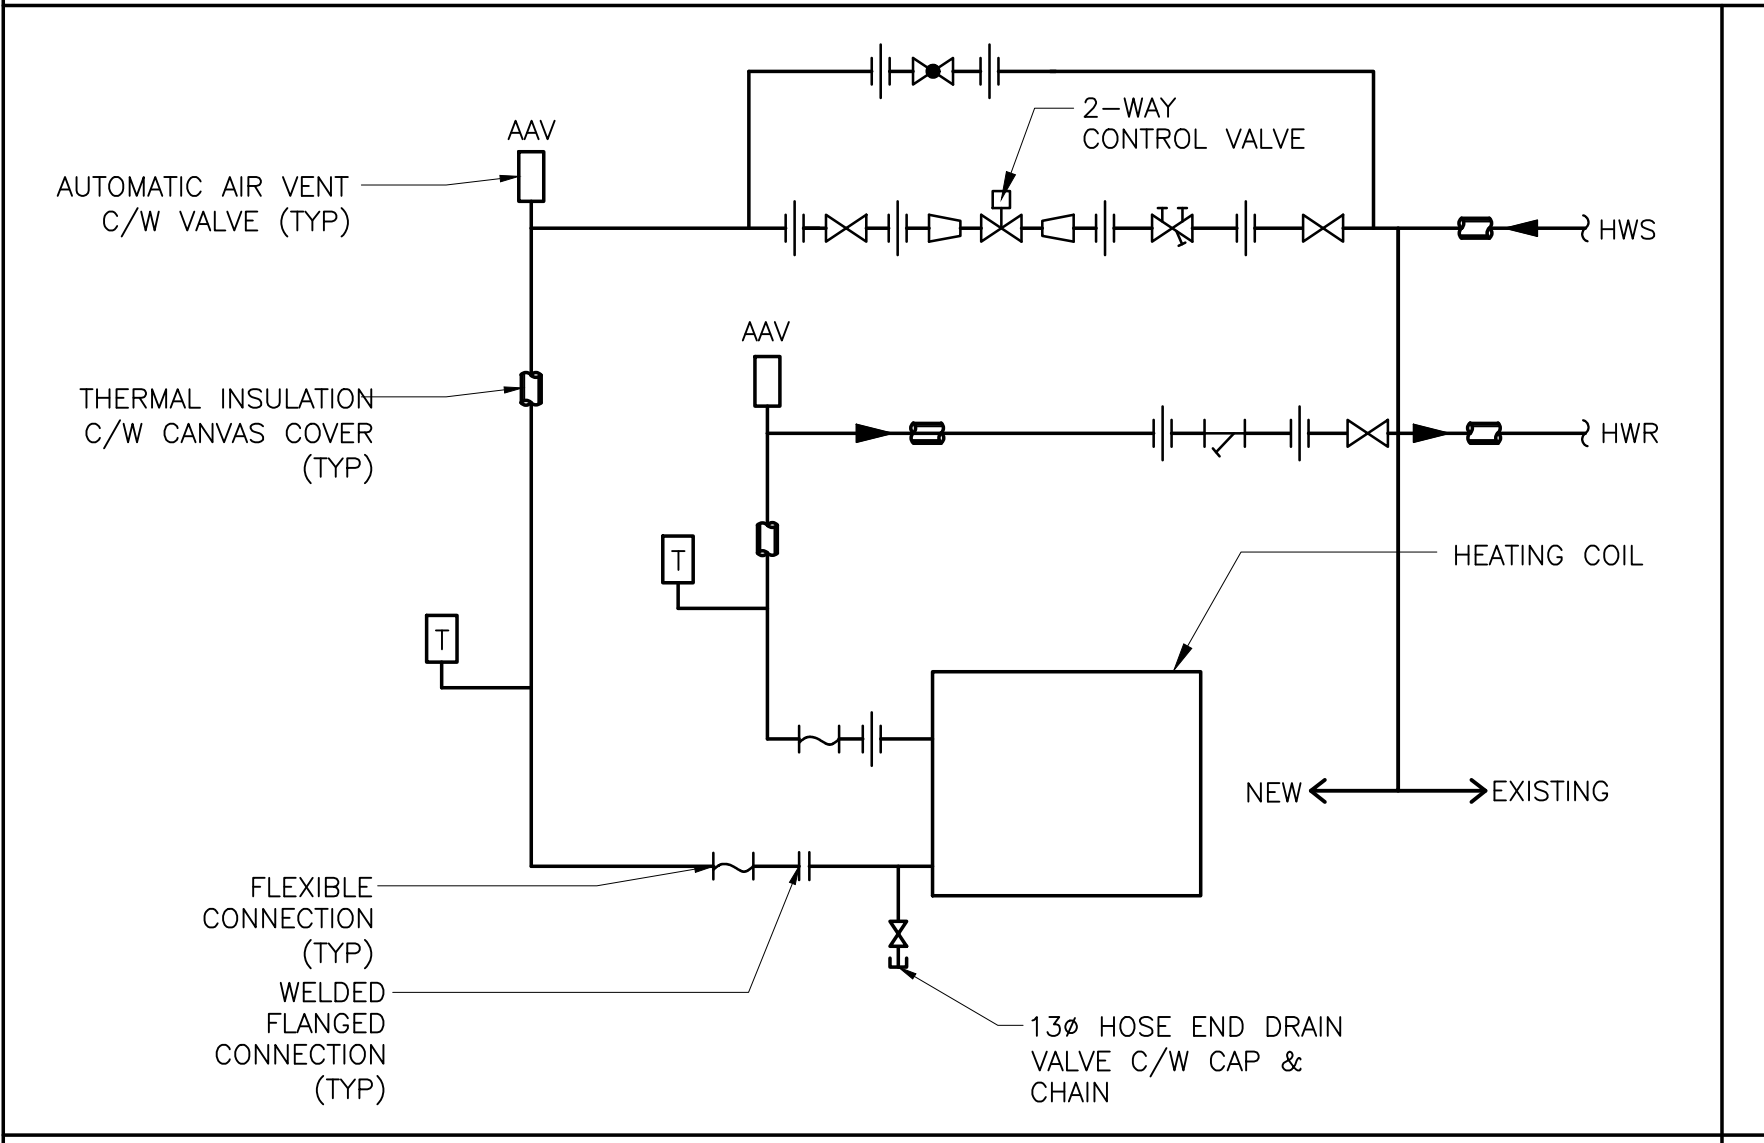 AAV
2-WAY
CONTROL VALVE
AUTOMATIC AIR VENT
C/W VALVE (TYP)
HWS
AAV
THERMAL INSULATION
C/W CANVAS COVER
(TYP)
HWR
T
HEATING COIL
T
NEW
EXISTING
FLEXIBLE
CONNECTION
(TYP)
WELDED
FLANGED
CONNECTION
(TYP)
13ø HOSE END DRAIN
VALVE C/W CAP &
CHAIN